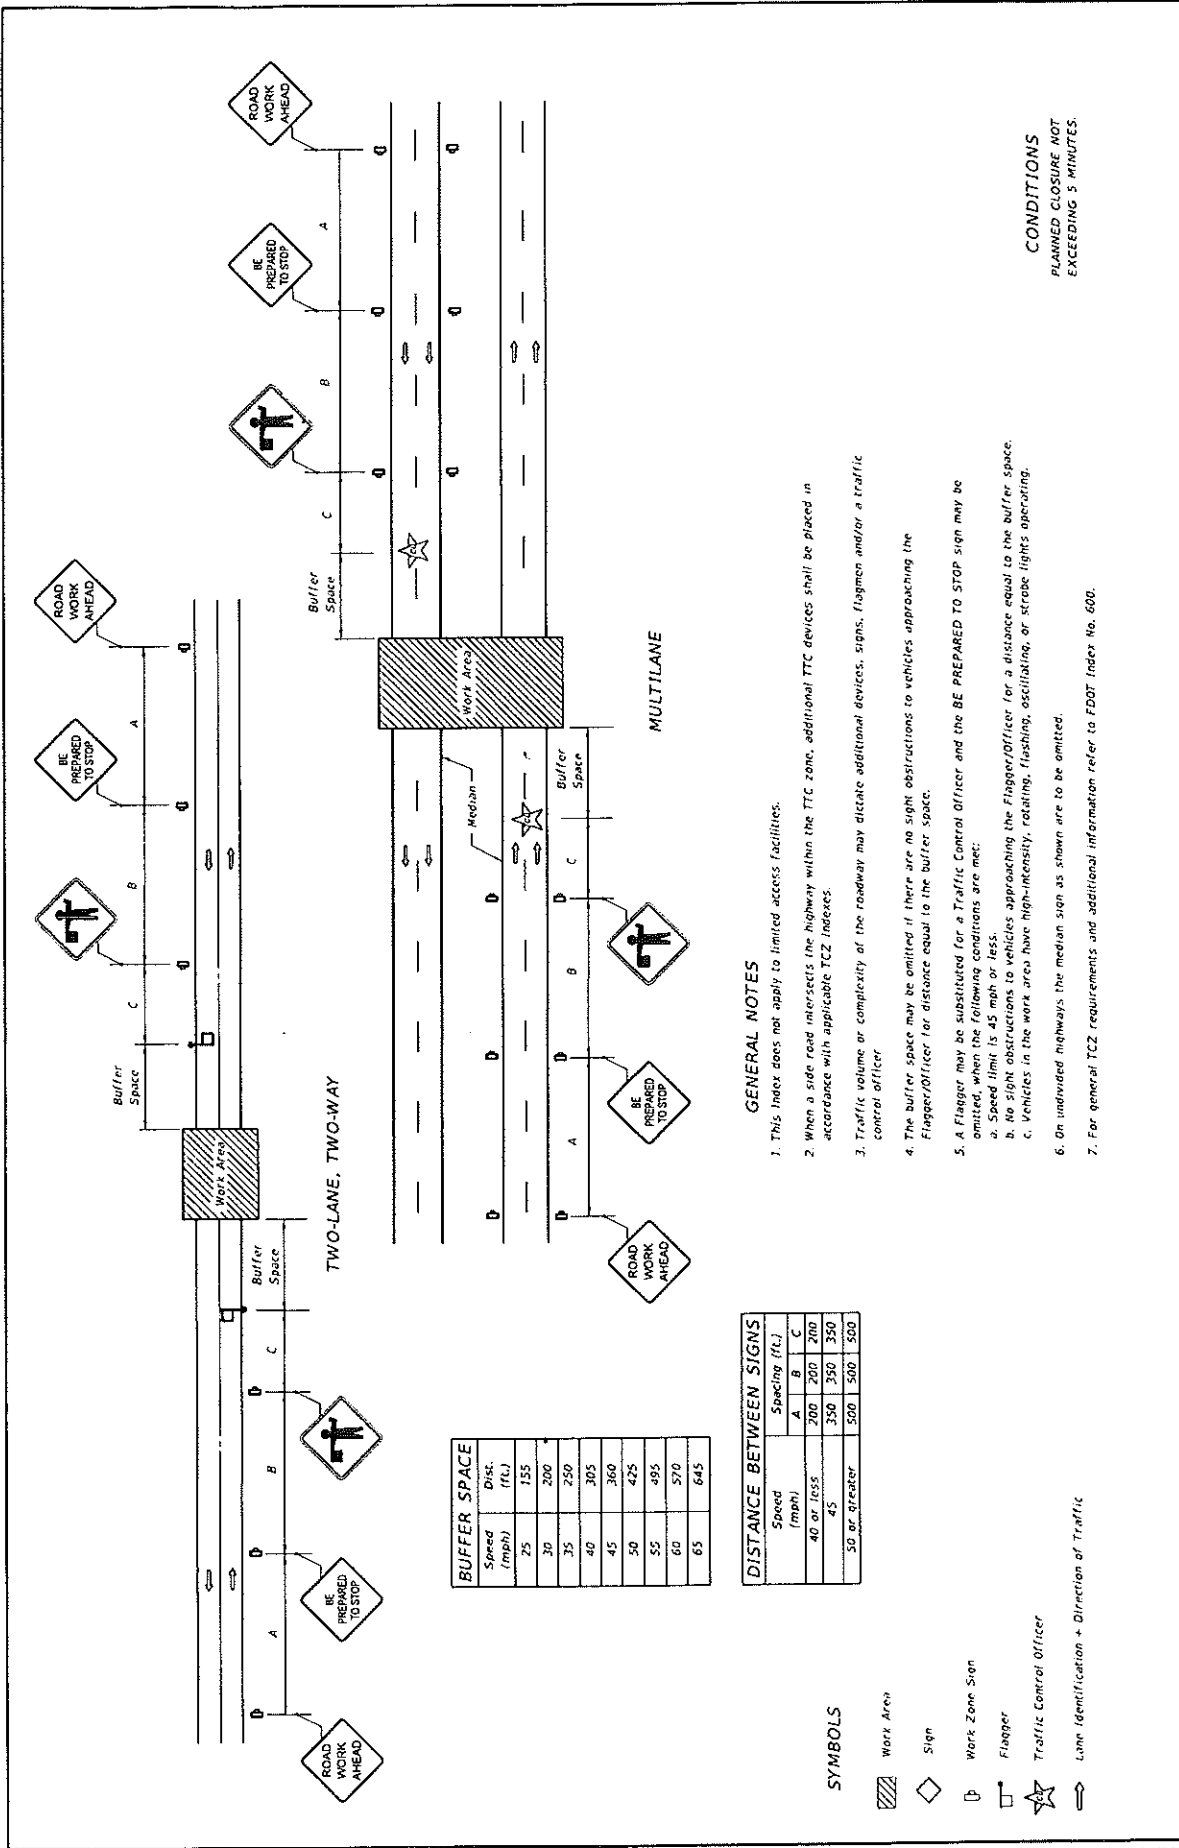 ROAD
WORK
AHEAD
BE
PREPARED
TO STOP
A
B
C
Buffer
Space
Work Area
Buffer
Space
C
B
A
BE
PREPARED
TO STOP
ROAD
WORK
AHEAD
TWO-LANE, TWO-WAY
ROAD
WORK
AHEAD
BE
PREPARED
TO STOP
A
B
C
Buffer
Space
Median
Work Area
Buffer
Space
C
B
A
BE
PREPARED
TO STOP
ROAD
WORK
AHEAD
MULTILANE
BUFFER SPACE
Speed (mph) Dist. (ft.)
25 155
30 200
35 250
40 305
45 360
50 425
55 495
60 570
65 645
DISTANCE BETWEEN SIGNS
Speed (mph) Spacing (ft.)
A B C
40 or less 200 200 200
45 350 350 350
50 or greater 500 500 500
SYMBOLS
Work Area
Sign
Work Zone Sign
Flagger
Traffic Control Officer
Lane Identification + Direction of Traffic
GENERAL NOTES
1. This Index does not apply to limited access facilities.
2. When a side road intersects the highway within the TTC zone, additional TTC devices shall be placed in
accordance with applicable TCZ Indexes.
3. Traffic volume or complexity of the roadway may dictate additional devices, signs, flagmen and/or a traffic
control officer
4. The buffer space may be omitted if there are no sight obstructions to vehicles approaching the
Flagger/Officer for distance equal to the buffer space.
5. A Flagger may be substituted for a Traffic Control Officer and the BE PREPARED TO STOP sign may be
omitted, when the following conditions are met:
a. Speed limit is 45 mph or less.
b. No sight obstructions to vehicles approaching the Flagger/Officer for a distance equal to the buffer space.
c. Vehicles in the work area have high-intensity, rotating, flashing, oscillating, or strobe lights operating.
6. On undivided highways the median sign as shown are to be omitted.
7. For general TCZ requirements and additional information refer to FDOT Index No. 600.
CONDITIONS
PLANNED CLOSURE NOT
EXCEEDING 5 MINUTES.